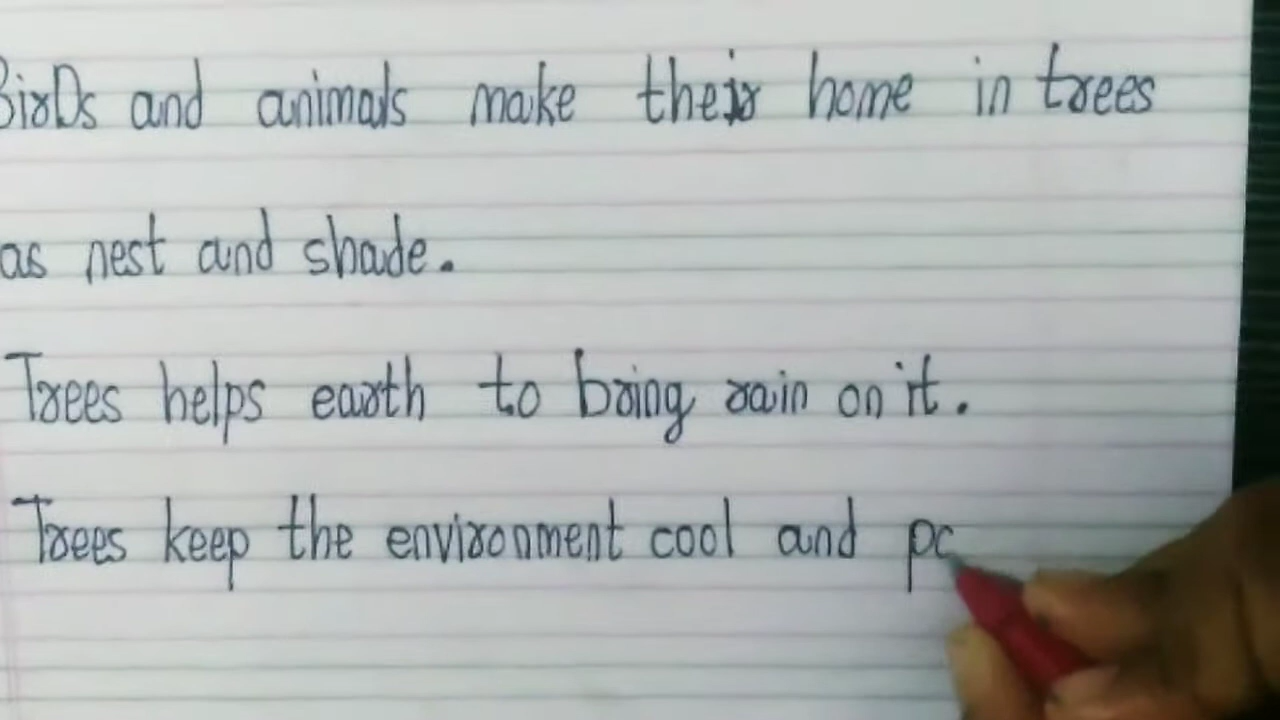 BirDs and animals make their home in trees
as nest and shade.
Trees helps earth to bring rain on it.
Trees keep the environment cool and